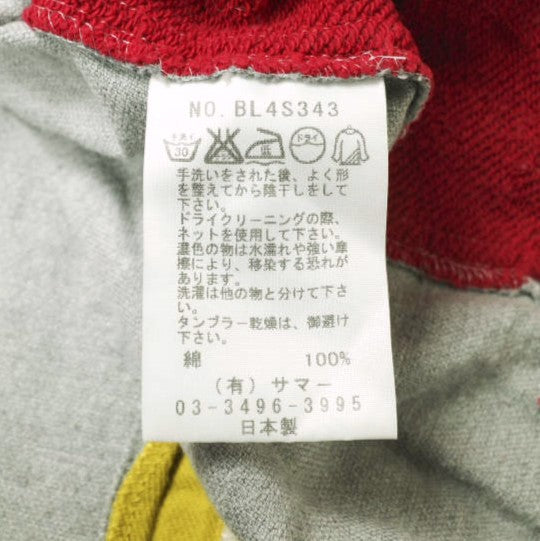 NO. BL4S343
手洗イ
30
低
ドライ
手洗いをされた後、よく形
を整えてから陰干しをして
下さい。
ドライクリーニングの際、
ネットを使用して下さい。
濃色の物は水濡れや強い摩
擦により、移染する恐れが
あります。
洗濯は他の物と分けて下さ
い。
タンブラー乾燥は、御避け
下さい。
綿 100%
(有) サマー
03-3496-3995
日本製